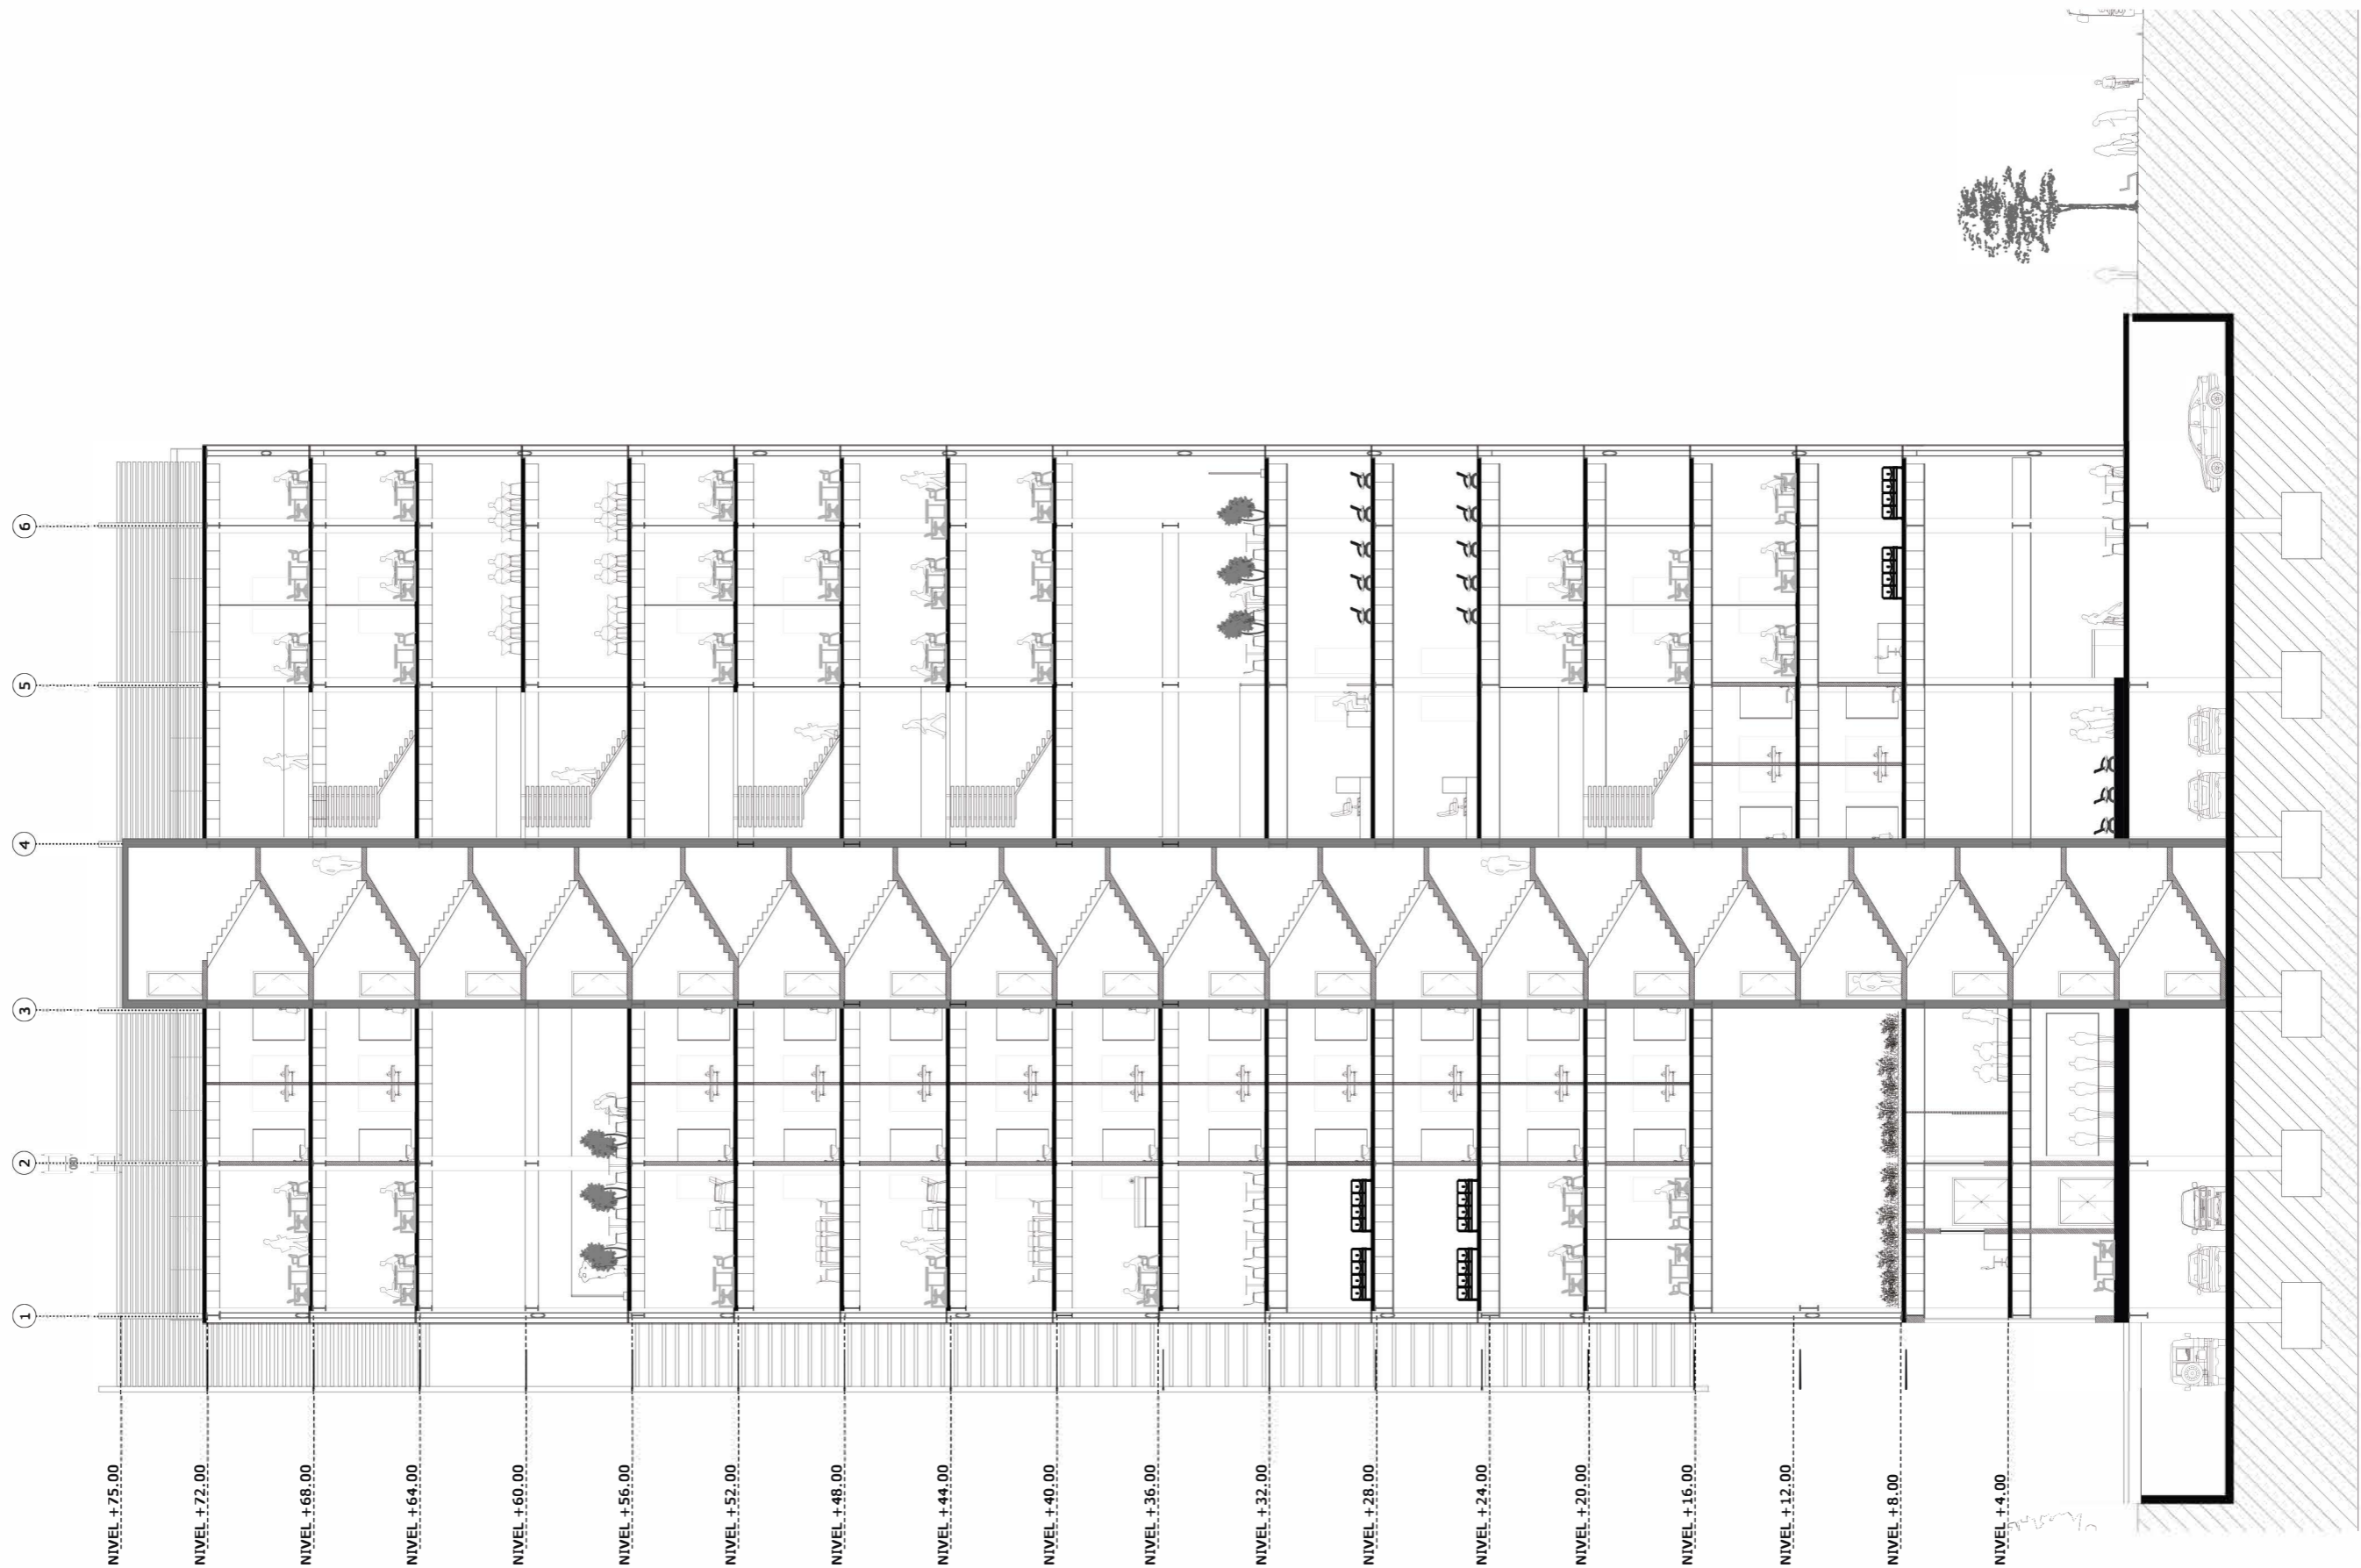 1
2
3
4
5
6
NIVEL +75.00
NIVEL +72.00
NIVEL +68.00
NIVEL +64.00
NIVEL +60.00
NIVEL +56.00
NIVEL +52.00
NIVEL +48.00
NIVEL +44.00
NIVEL +40.00
NIVEL +36.00
NIVEL +32.00
NIVEL +28.00
NIVEL +24.00
NIVEL +20.00
NIVEL +16.00
NIVEL +12.00
NIVEL +8.00
NIVEL +4.00